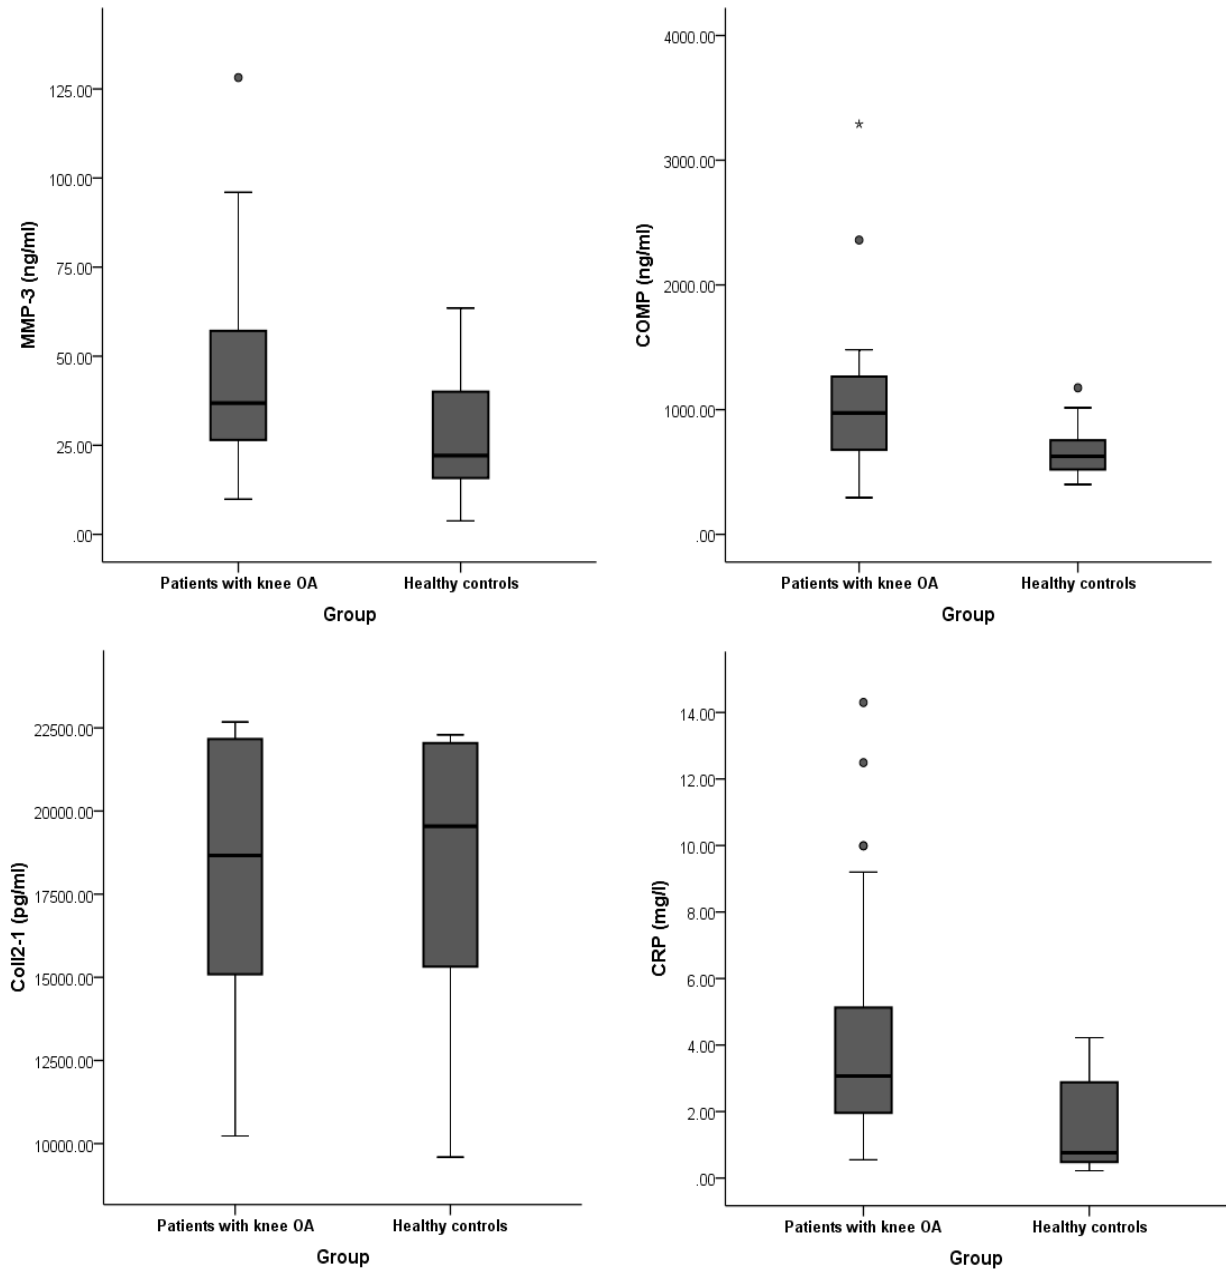 MMP-3 (ng/ml)
125.00
100.00
75.00
50.00
25.00
.00
Patients with knee OA
Healthy controls
Group
COMP (ng/ml)
4000.00
3000.00
2000.00
1000.00
.00
Patients with knee OA
Healthy controls
Group
Coll2-1 (pg/ml)
22500.00
20000.00
17500.00
15000.00
12500.00
10000.00
Patients with knee OA
Healthy controls
Group
CRP (mg/l)
14.00
12.00
10.00
8.00
6.00
4.00
2.00
.00
Patients with knee OA
Healthy controls
Group